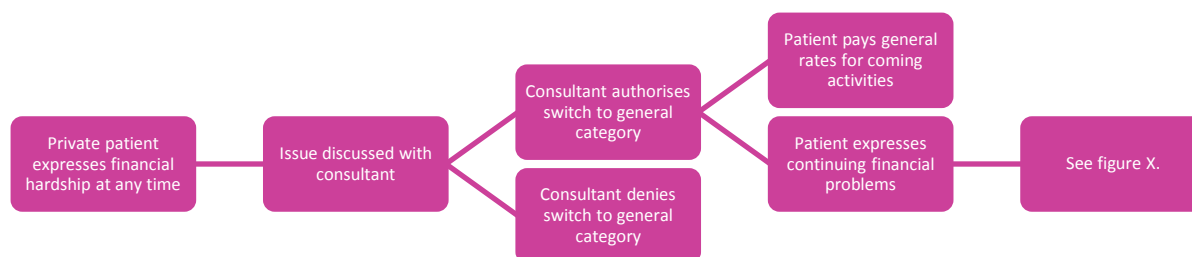 Private patient
expresses financial
hardship at any time
Issue discussed with
consultant
Consultant authorises
switch to general
category
Consultant denies
switch to general
category
Patient pays general
rates for coming
activities
Patient expresses
continuing financial
problems
See figure X.